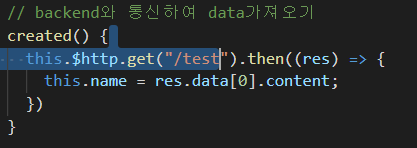 // backend와 통신하여 data가져오기
created() {
  this.$http.get("/test").then((res) => {
    this.name = res.data[0].content;
  })
}